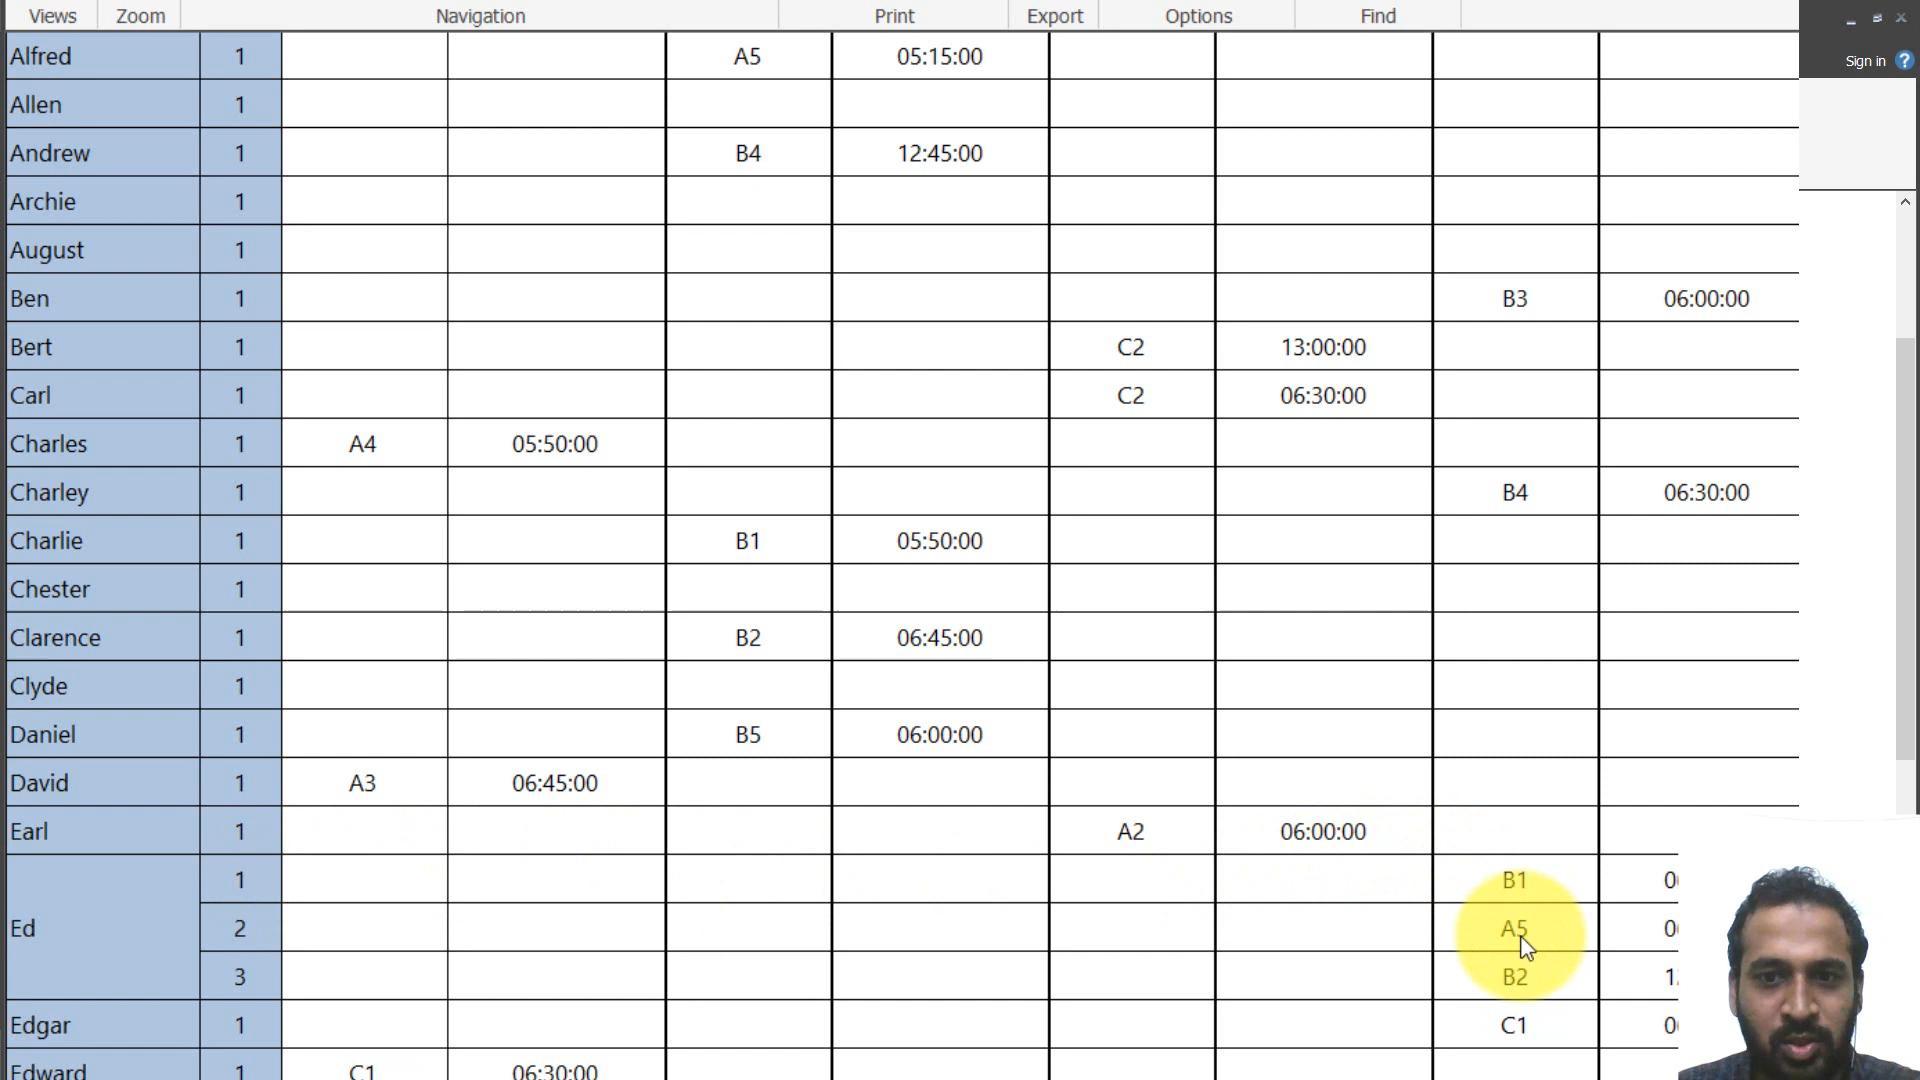 Views Zoom Navigation Print Export Options Find
Sign in ?
Alfred 1 A5 05:15:00
Allen 1
Andrew 1 B4 12:45:00
Archie 1
August 1
Ben 1 B3 06:00:00
Bert 1 C2 13:00:00
Carl 1 C2 06:30:00
Charles 1 A4 05:50:00
Charley 1 B4 06:30:00
Charlie 1 B1 05:50:00
Chester 1
Clarence 1 B2 06:45:00
Clyde 1
Daniel 1 B5 06:00:00
David 1 A3 06:45:00
Earl 1 A2 06:00:00
1 B1
Ed 2 A5
3 B2
Edgar 1 C1
Edward 1 C1 06:30:00